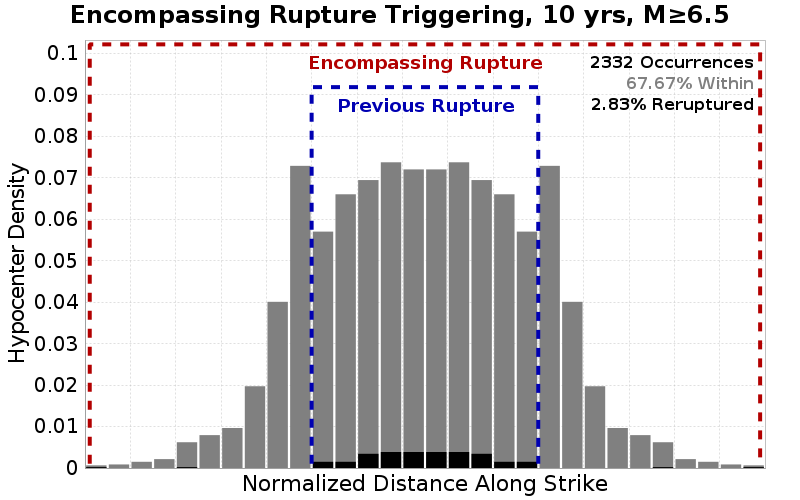 Encompassing Rupture Triggering, 10 yrs, M≥6.5
Encompassing Rupture
2332 Occurrences
67.67% Within
2.83% Reruptured
Previous Rupture
Hypocenter Density
0.1
0.09
0.08
0.07
0.06
0.05
0.04
0.03
0.02
0.01
0
Normalized Distance Along Strike